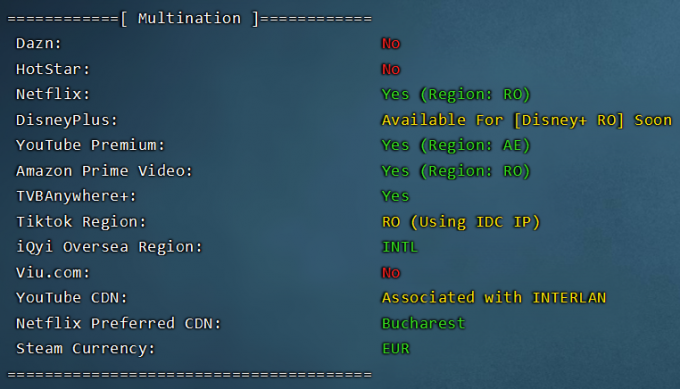 ============[ Multination ]============
Dazn: No
HotStar: No
Netflix: Yes (Region: RO)
DisneyPlus: Available For [Disney+ RO] Soon
YouTube Premium: Yes (Region: AE)
Amazon Prime Video: Yes (Region: RO)
TVBAnywhere+: Yes
Tiktok Region: RO (Using IDC IP)
iQyi Oversea Region: INTL
Viu.com: No
YouTube CDN: Associated with INTERLAN
Netflix Preferred CDN: Bucharest
Steam Currency: EUR
=======================================